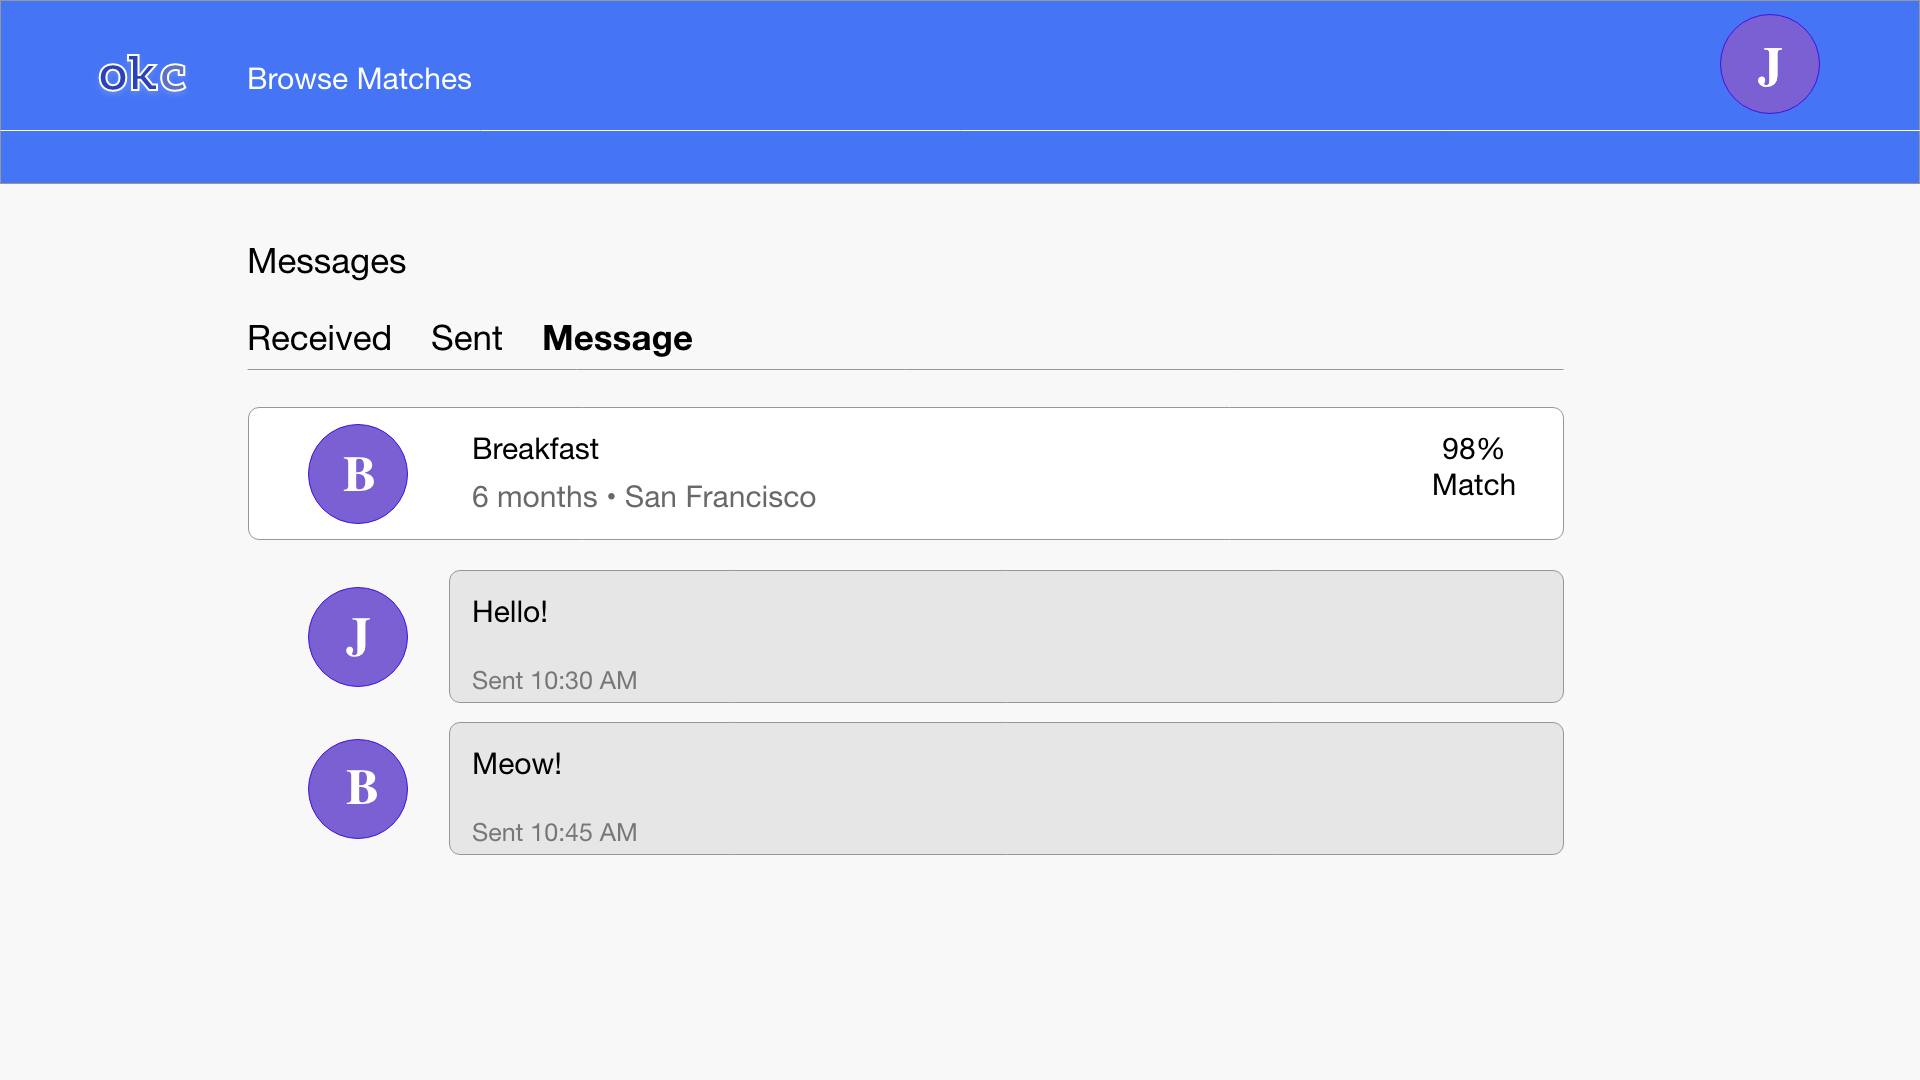 okc
Browse Matches
J
Messages
Received Sent Message
B
Breakfast
6 months • San Francisco
98%
Match
J
Hello!
Sent 10:30 AM
B
Meow!
Sent 10:45 AM